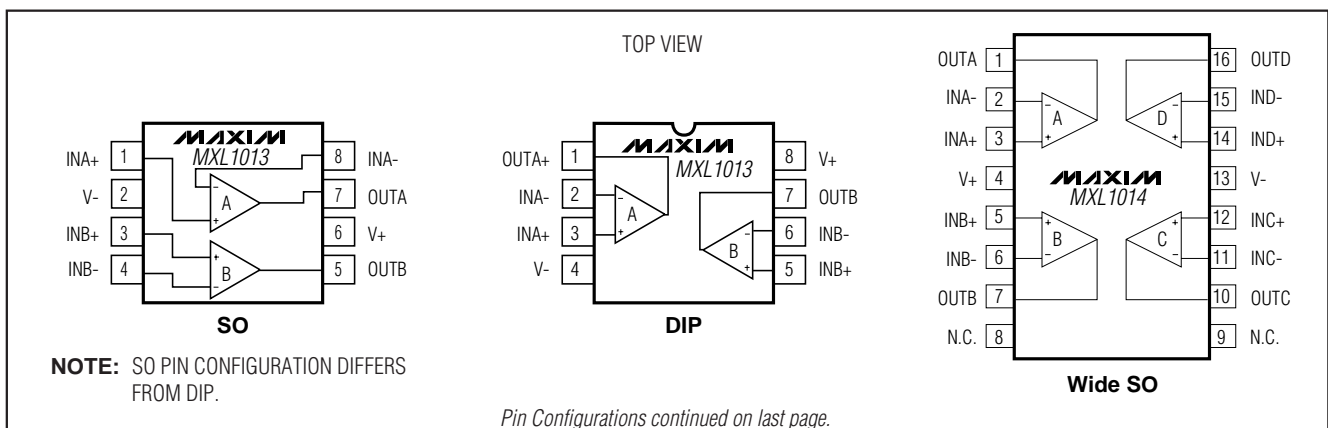 TOP VIEW
MAXIM
MXL1013
INA+ 1
V- 2
INB+ 3
INB- 4
8 INA-
7 OUTA
6 V+
5 OUTB
- A +
+ B -
SO
NOTE: SO PIN CONFIGURATION DIFFERS
FROM DIP.
MAXIM
MXL1013
OUTA+ 1
INA- 2
INA+ 3
V- 4
8 V+
7 OUTB
6 INB-
5 INB+
- A +
- B +
DIP
OUTA 1
INA- 2
INA+ 3
V+ 4
INB+ 5
INB- 6
OUTB 7
N.C. 8
16 OUTD
15 IND-
14 IND+
13 V-
12 INC+
11 INC-
10 OUTC
9 N.C.
- A +
- D +
MAXIM
MXL1014
+ B -
+ C -
Wide SO
Pin Configurations continued on last page.